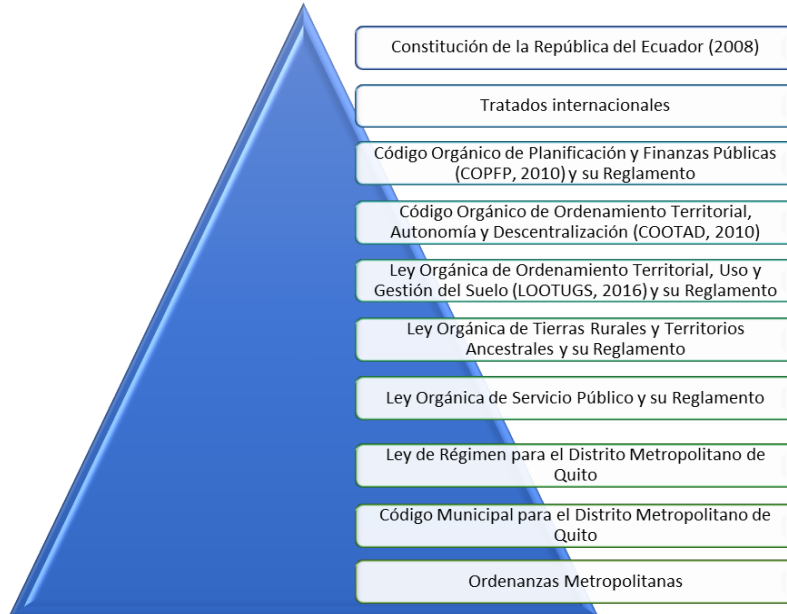 Constitución de la República del Ecuador (2008)
Tratados internacionales
Código Orgánico de Planificación y Finanzas Públicas
(COPFP, 2010) y su Reglamento
Código Orgánico de Ordenamiento Territorial,
Autonomía y Descentralización (COOTAD, 2010)
Ley Orgánica de Ordenamiento Territorial, Uso y
Gestión del Suelo (LOOTUGS, 2016) y su Reglamento
Ley Orgánica de Tierras Rurales y Territorios
Ancestrales y su Reglamento
Ley Orgánica de Servicio Público y su Reglamento
Ley de Régimen para el Distrito Metropolitano de
Quito
Código Municipal para el Distrito Metropolitano de
Quito
Ordenanzas Metropolitanas